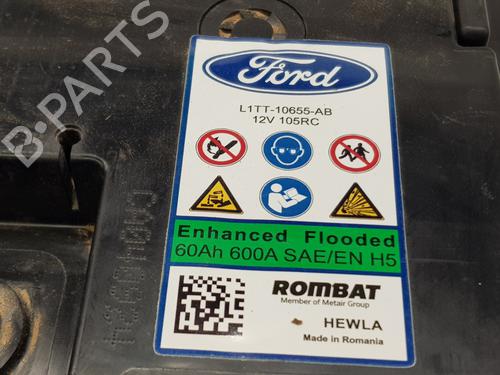 B-PARTS
Ford
L1TT-10655-AB
12V 105RC
Enhanced Flooded
60Ah 600A SAE/EN H5
ROMBAT
Member of Metair Group
HEWLA
Made in Romania